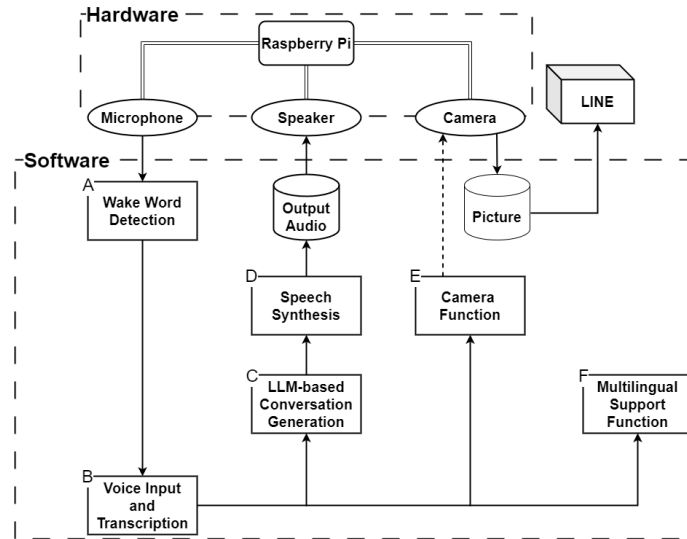 Hardware
Raspberry Pi
Microphone
Speaker
Camera
LINE
Software
A
Wake Word
Detection
Output
Audio
Picture
D
Speech
Synthesis
E
Camera
Function
C
LLM-based
Conversation
Generation
F
Multilingual
Support
Function
B
Voice Input
and
Transcription